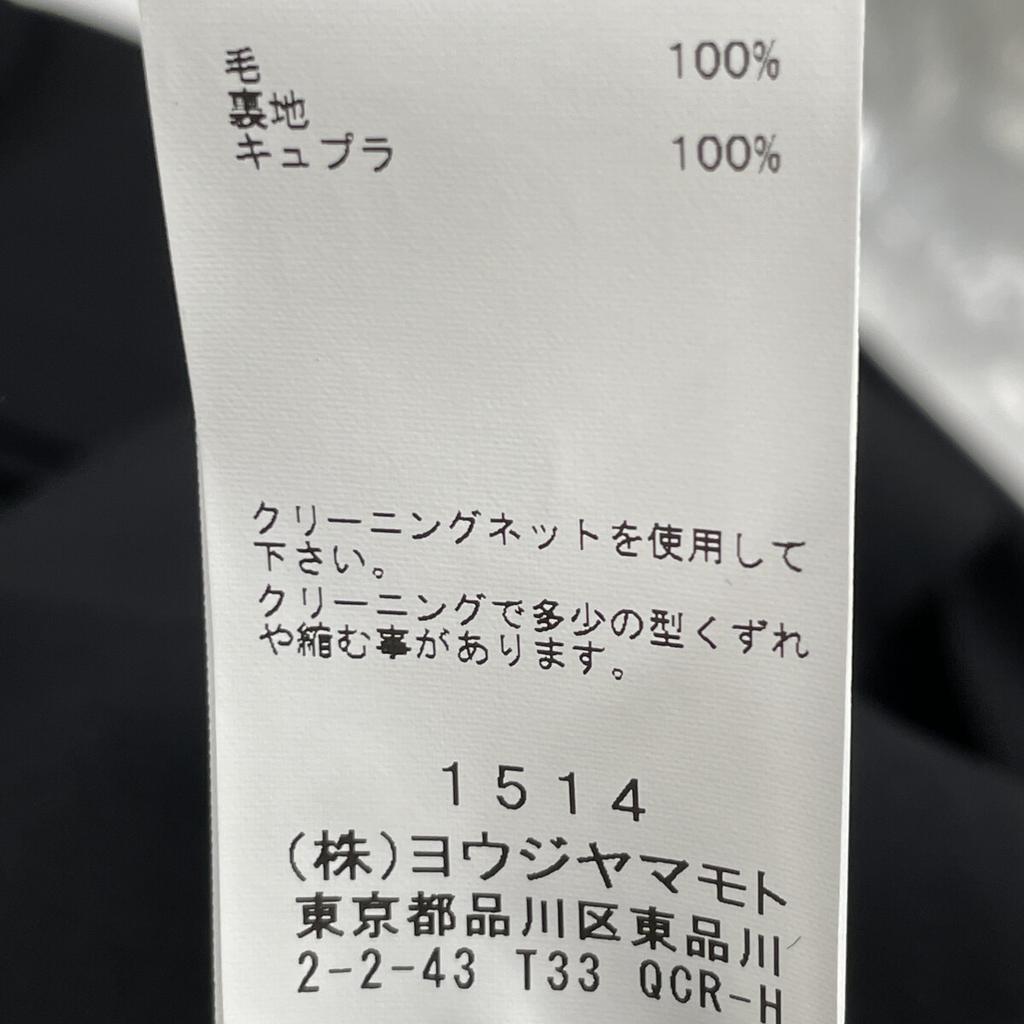 毛 100%
裏地
キュプラ 100%
クリーニングネットを使用して
下さい。
クリーニングで多少の型くずれ
や縮む事があります。
1514
(株)ヨウジヤマモト
東京都品川区東品川
2-2-43 T33 QCR-H